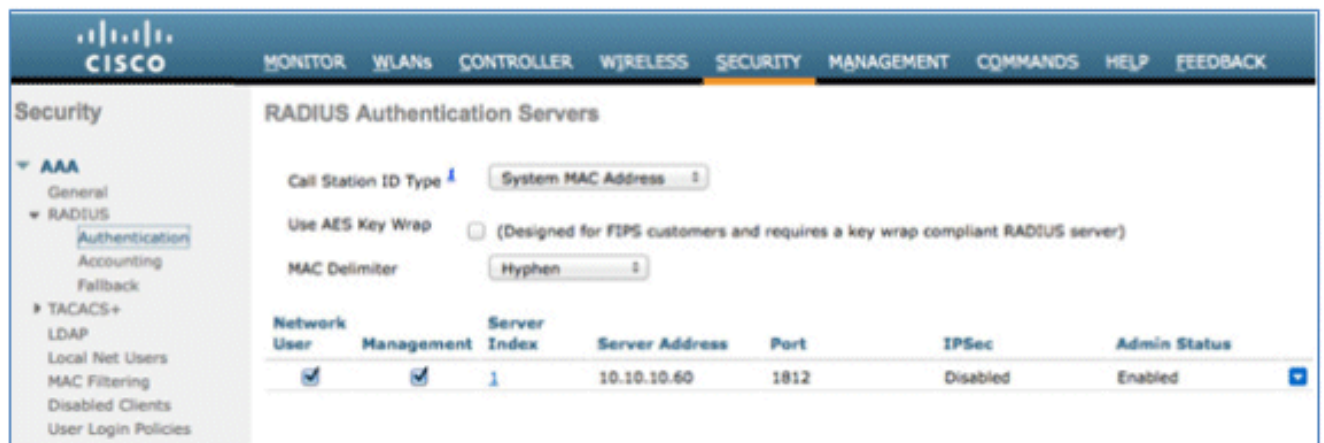 CISCO
MONITOR WLANs CONTROLLER WIRELESS SECURITY MANAGEMENT COMMANDS HELP FEEDBACK
Security
AAA
General
RADIUS
Authentication
Accounting
Fallback
TACACS+
LDAP
Local Net Users
MAC Filtering
Disabled Clients
User Login Policies
RADIUS Authentication Servers
Call Station ID Type 1 System MAC Address
Use AES Key Wrap (Designed for FIPS customers and requires a key wrap compliant RADIUS server)
MAC Delimiter Hyphen
Network User Management Server Index Server Address Port IPSec Admin Status
1 10.10.10.60 1812 Disabled Enabled